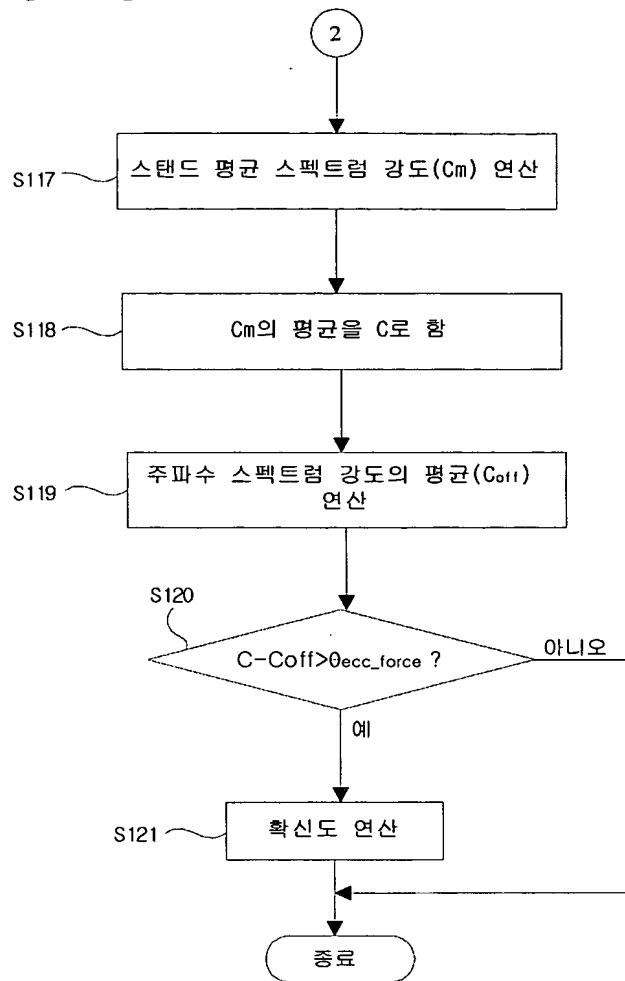 2
스탠드 평균 스펙트럼 강도(Cm) 연산
S117
Cm의 평균을 C로 함
S118
주파수 스펙트럼 강도의 평균(Coff)
연산
S119
S120
C-Coff>θecc_force ?
아니오
예
확신도 연산
S121
종료